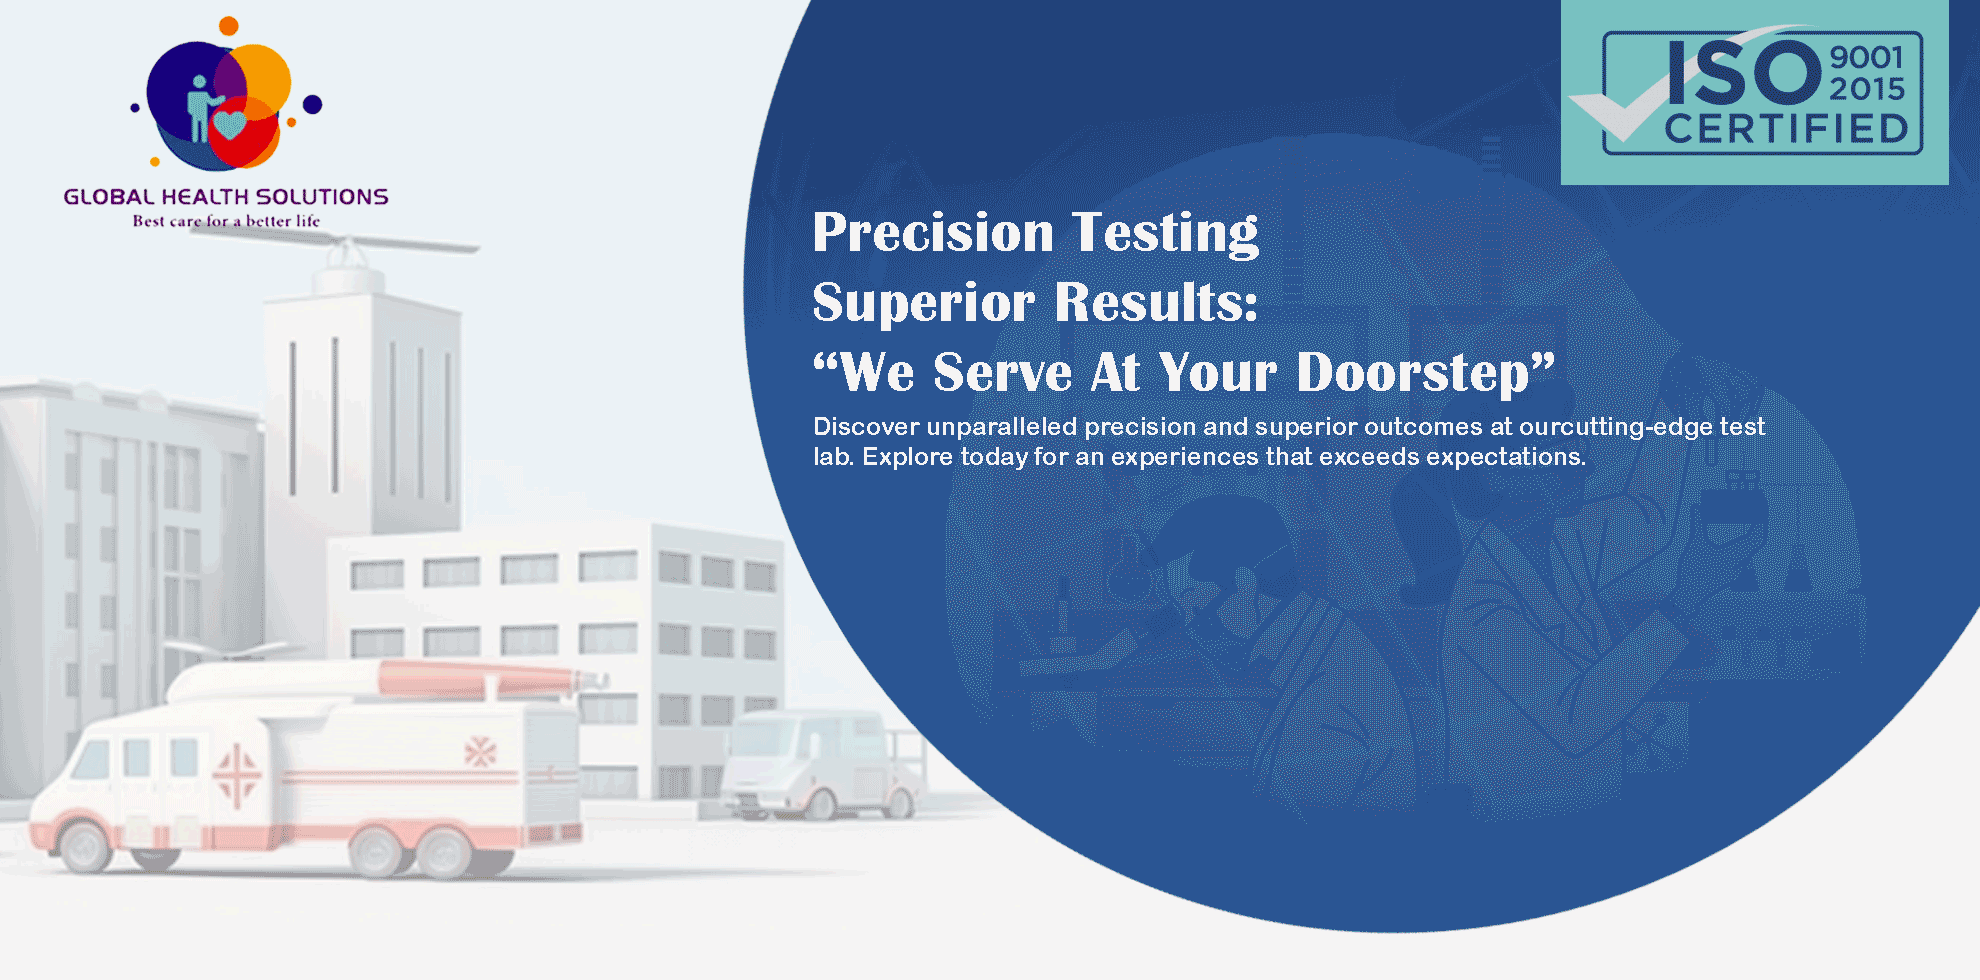 GLOBAL HEALTH SOLUTIONS
Best care for a better life
ISO 9001
2015
CERTIFIED
Precision Testing
Superior Results:
“We Serve At Your Doorstep”
Discover unparalleled precision and superior outcomes at ourcutting-edge test
lab. Explore today for an experiences that exceeds expectations.